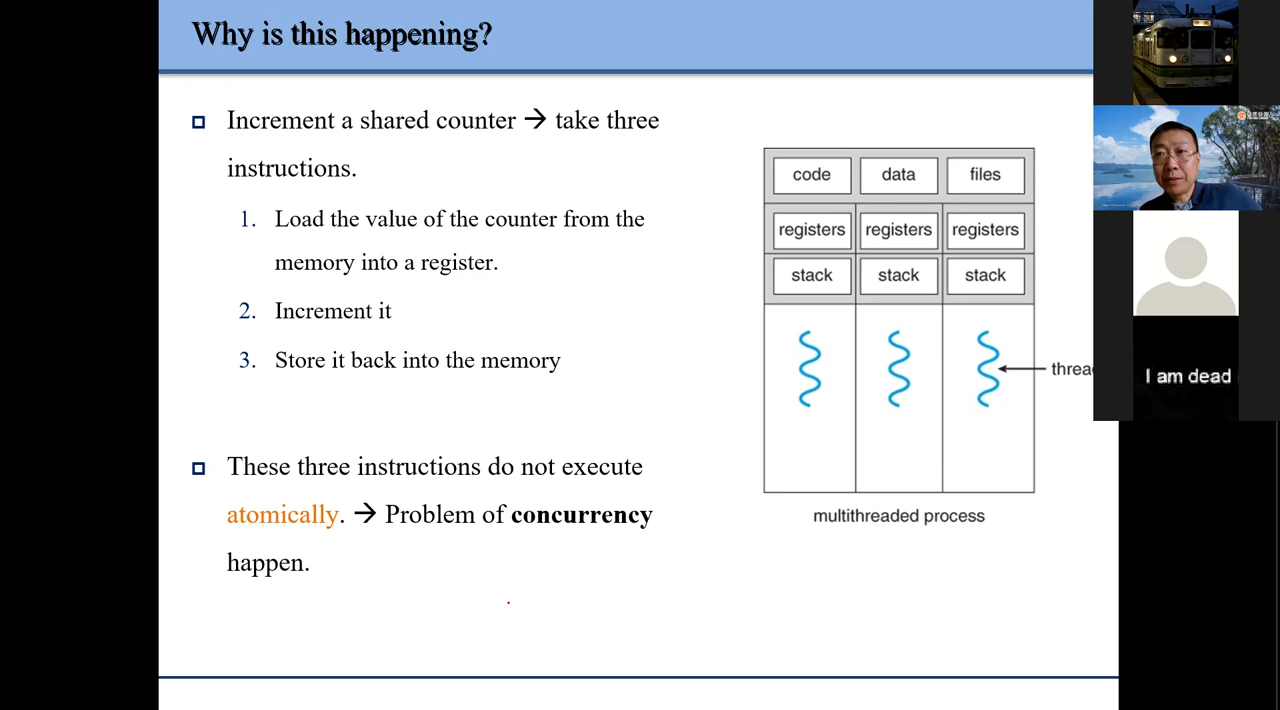 Why is this happening?
Increment a shared counter → take three
instructions.
1. Load the value of the counter from the
memory into a register.
2. Increment it
3. Store it back into the memory
These three instructions do not execute
atomically. → Problem of concurrency
happen.
code data files
registers registers registers
stack stack stack
multithreaded process
I am dead